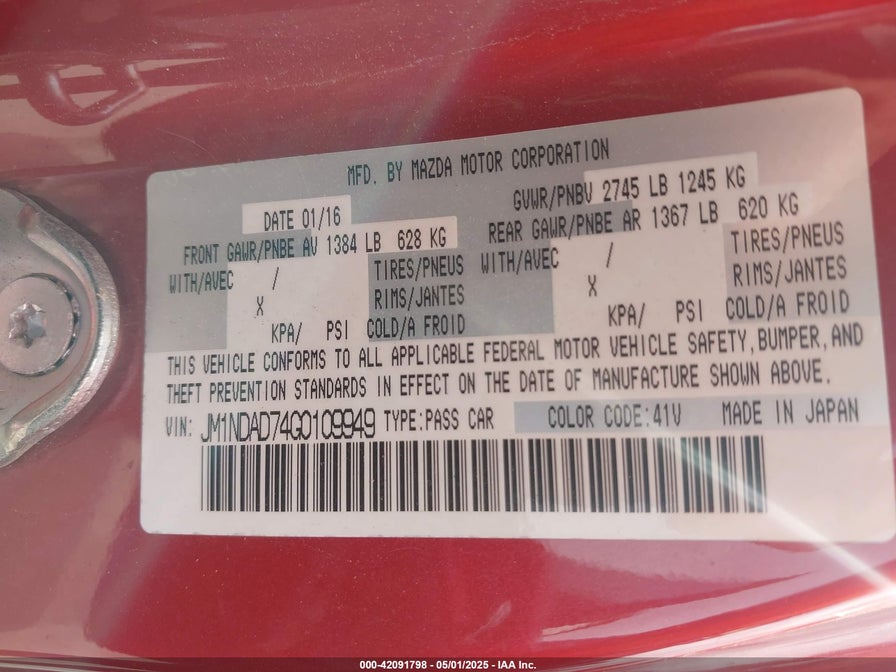 MFD. BY MAZDA MOTOR CORPORATION
DATE 01/16 GVWR/PNBV 2745 LB 1245 KG
FRONT GAWR/PNBE AV 1384 LB 628 KG REAR GAWR/PNBE AR 1367 LB 620 KG
WITH/AVEC / TIRES/PNEUS WITH/AVEC / TIRES/PNEUS
X RIMS/JANTES X RIMS/JANTES
KPA/ PSI COLD/A FROID KPA/ PSI COLD/A FROID
THIS VEHICLE CONFORMS TO ALL APPLICABLE FEDERAL MOTOR VEHICLE SAFETY, BUMPER, AND
THEFT PREVENTION STANDARDS IN EFFECT ON THE DATE OF MANUFACTURE SHOWN ABOVE.
VIN: JM1NDAD74G0109949 TYPE:PASS CAR COLOR CODE:41V MADE IN JAPAN
000-42091798 - 05/01/2025 - IAA Inc.